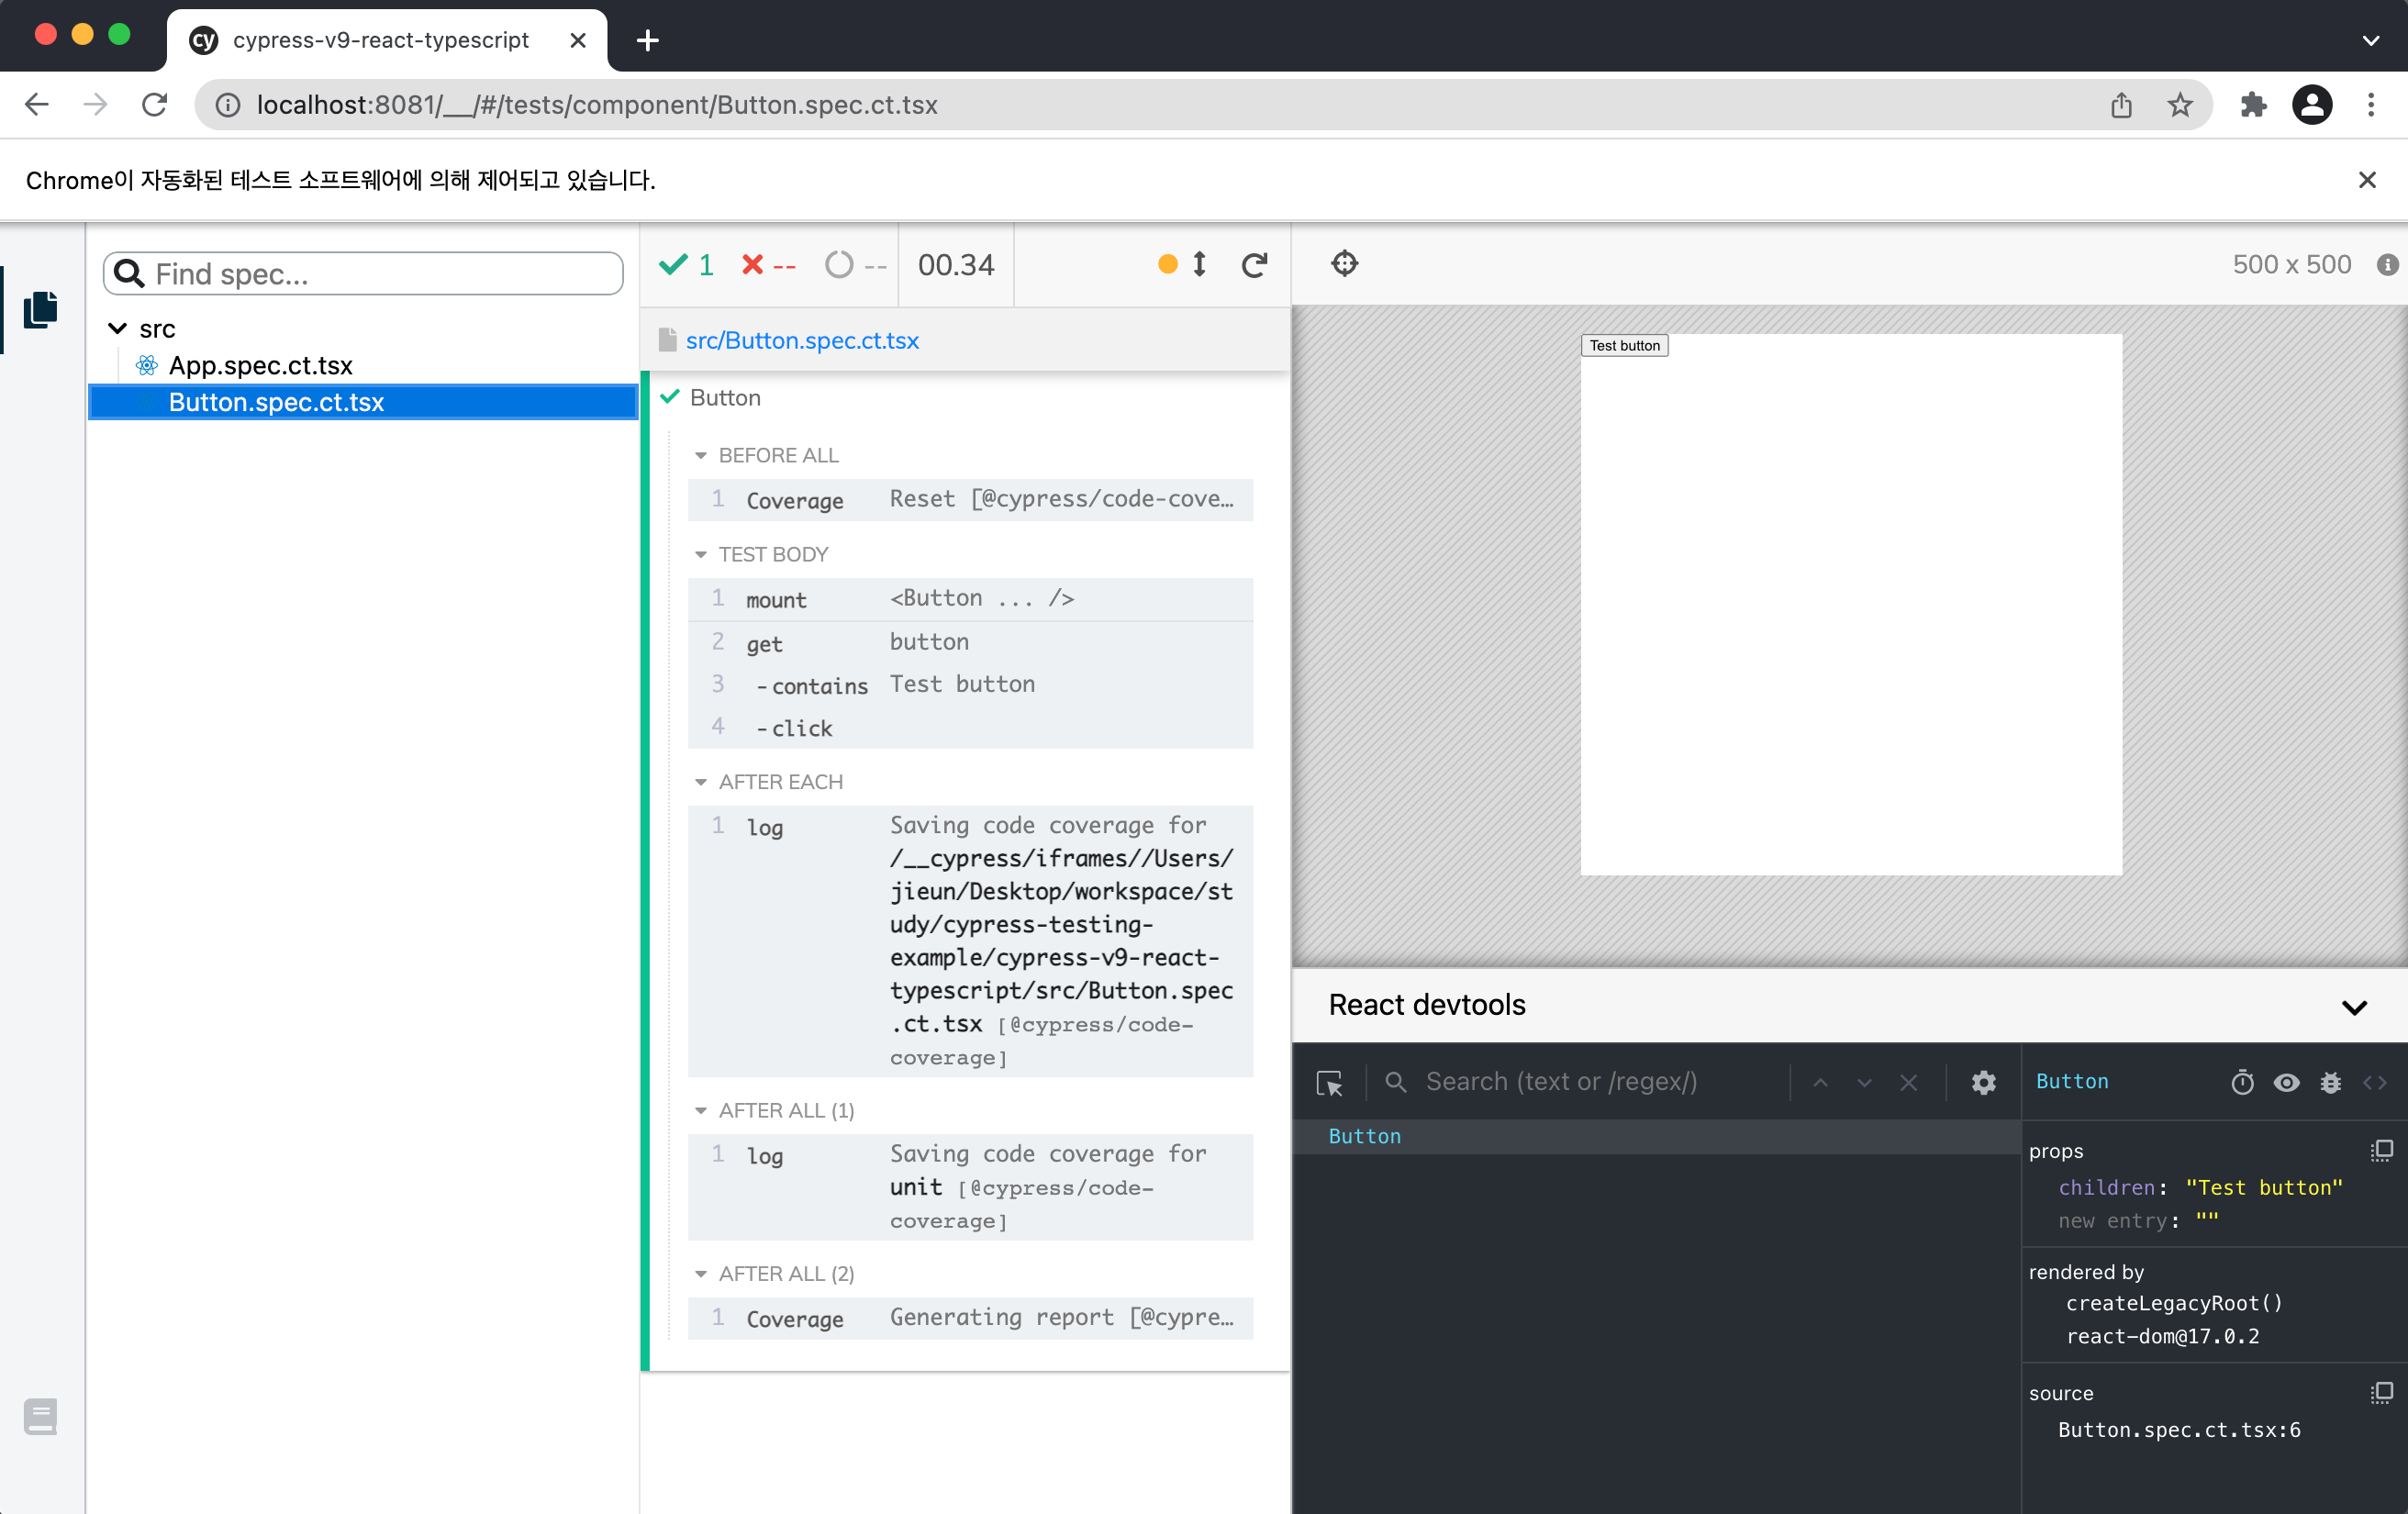 cypress-v9-react-typescript
localhost:8081/__/#/tests/component/Button.spec.ct.tsx
Chrome이 자동화된 테스트 소프트웨어에 의해 제어되고 있습니다.
Find spec...
src
App.spec.ct.tsx
Button.spec.ct.tsx
1 -- -- 00.34
src/Button.spec.ct.tsx
Button
BEFORE ALL
1 Coverage Reset [@cypress/code-cove...
TEST BODY
1 mount <Button ... />
2 get button
3 -contains Test button
4 -click
AFTER EACH
1 log Saving code coverage for
/__cypress/iframes//Users/
jieun/Desktop/workspace/st
udy/cypress-testing-
example/cypress-v9-react-
typescript/src/Button.spec
.ct.tsx [@cypress/code-
coverage]
AFTER ALL (1)
1 log Saving code coverage for
unit [@cypress/code-
coverage]
AFTER ALL (2)
1 Coverage Generating report [@cypre...
500 x 500
Test button
React devtools
Search (text or /regex/)
Button
Button
props
children: "Test button"
new entry: ""
rendered by
createLegacyRoot()
react-dom@17.0.2
source
Button.spec.ct.tsx:6